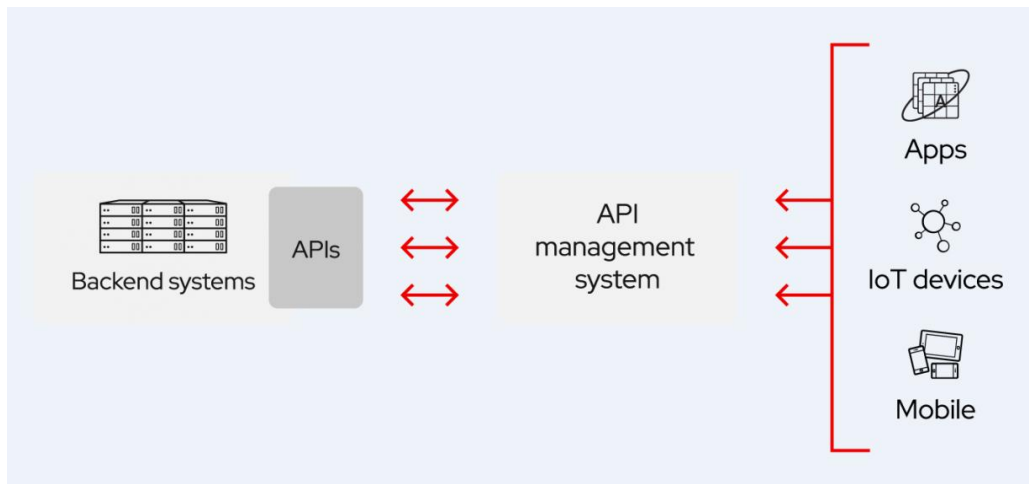 Backend systems
APIs
API
management
system
A
Apps
IoT devices
Mobile